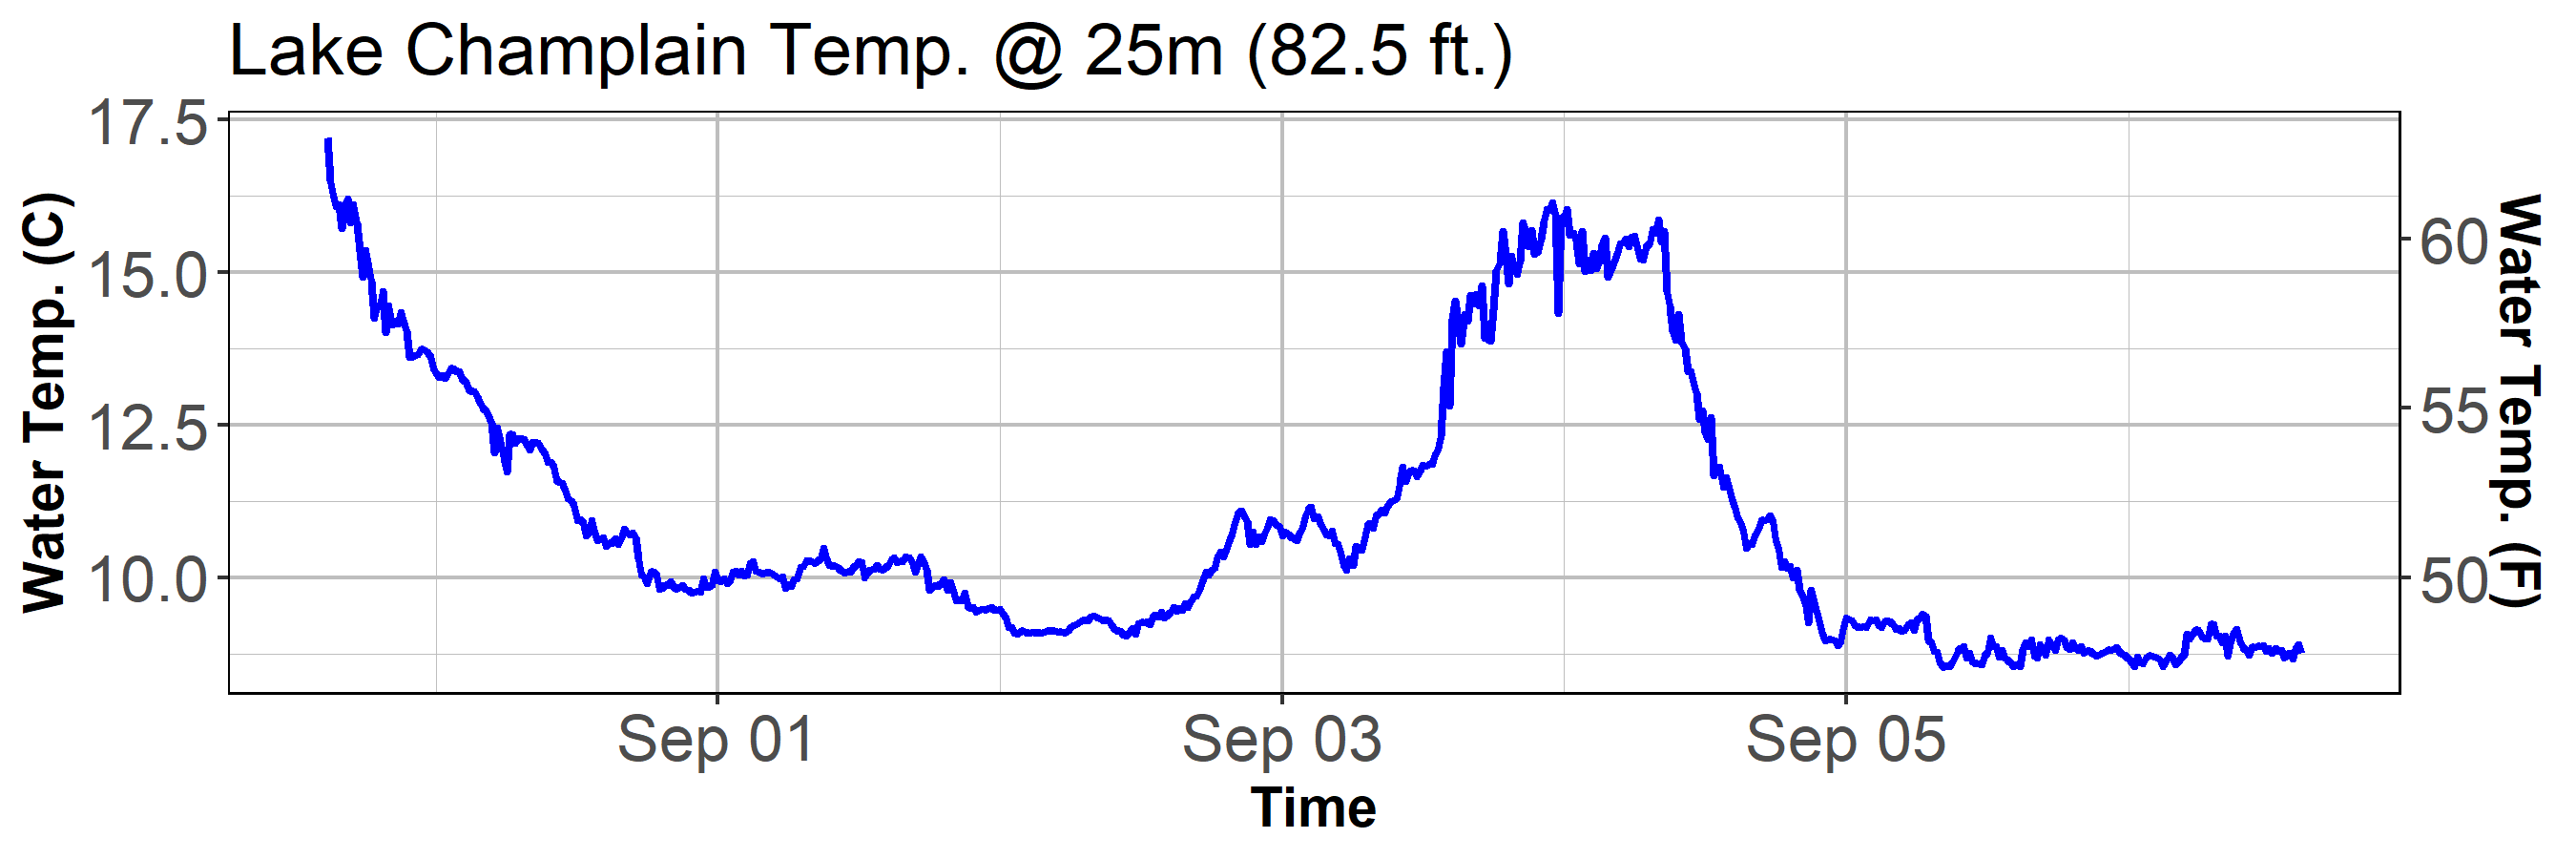 Lake Champlain Temp. @ 25m (82.5 ft.)
Water Temp. (C)
17.5
15.0
12.5
10.0
60
55
50
Water Temp. (F)
Sep 01
Sep 03
Sep 05
Time